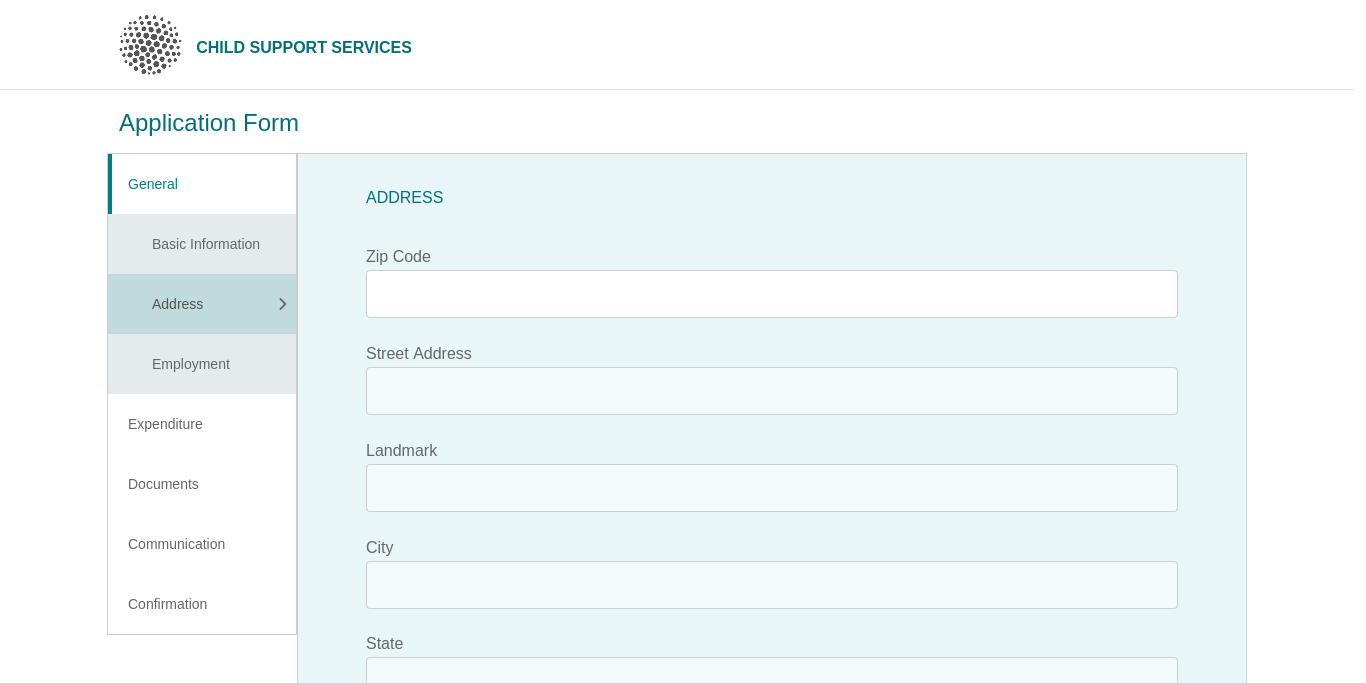 CHILD SUPPORT SERVICES
Application Form
General
Basic Information
Address
Employment
Expenditure
Documents
Communication
Confirmation
ADDRESS
Zip Code
Street Address
Landmark
City
State